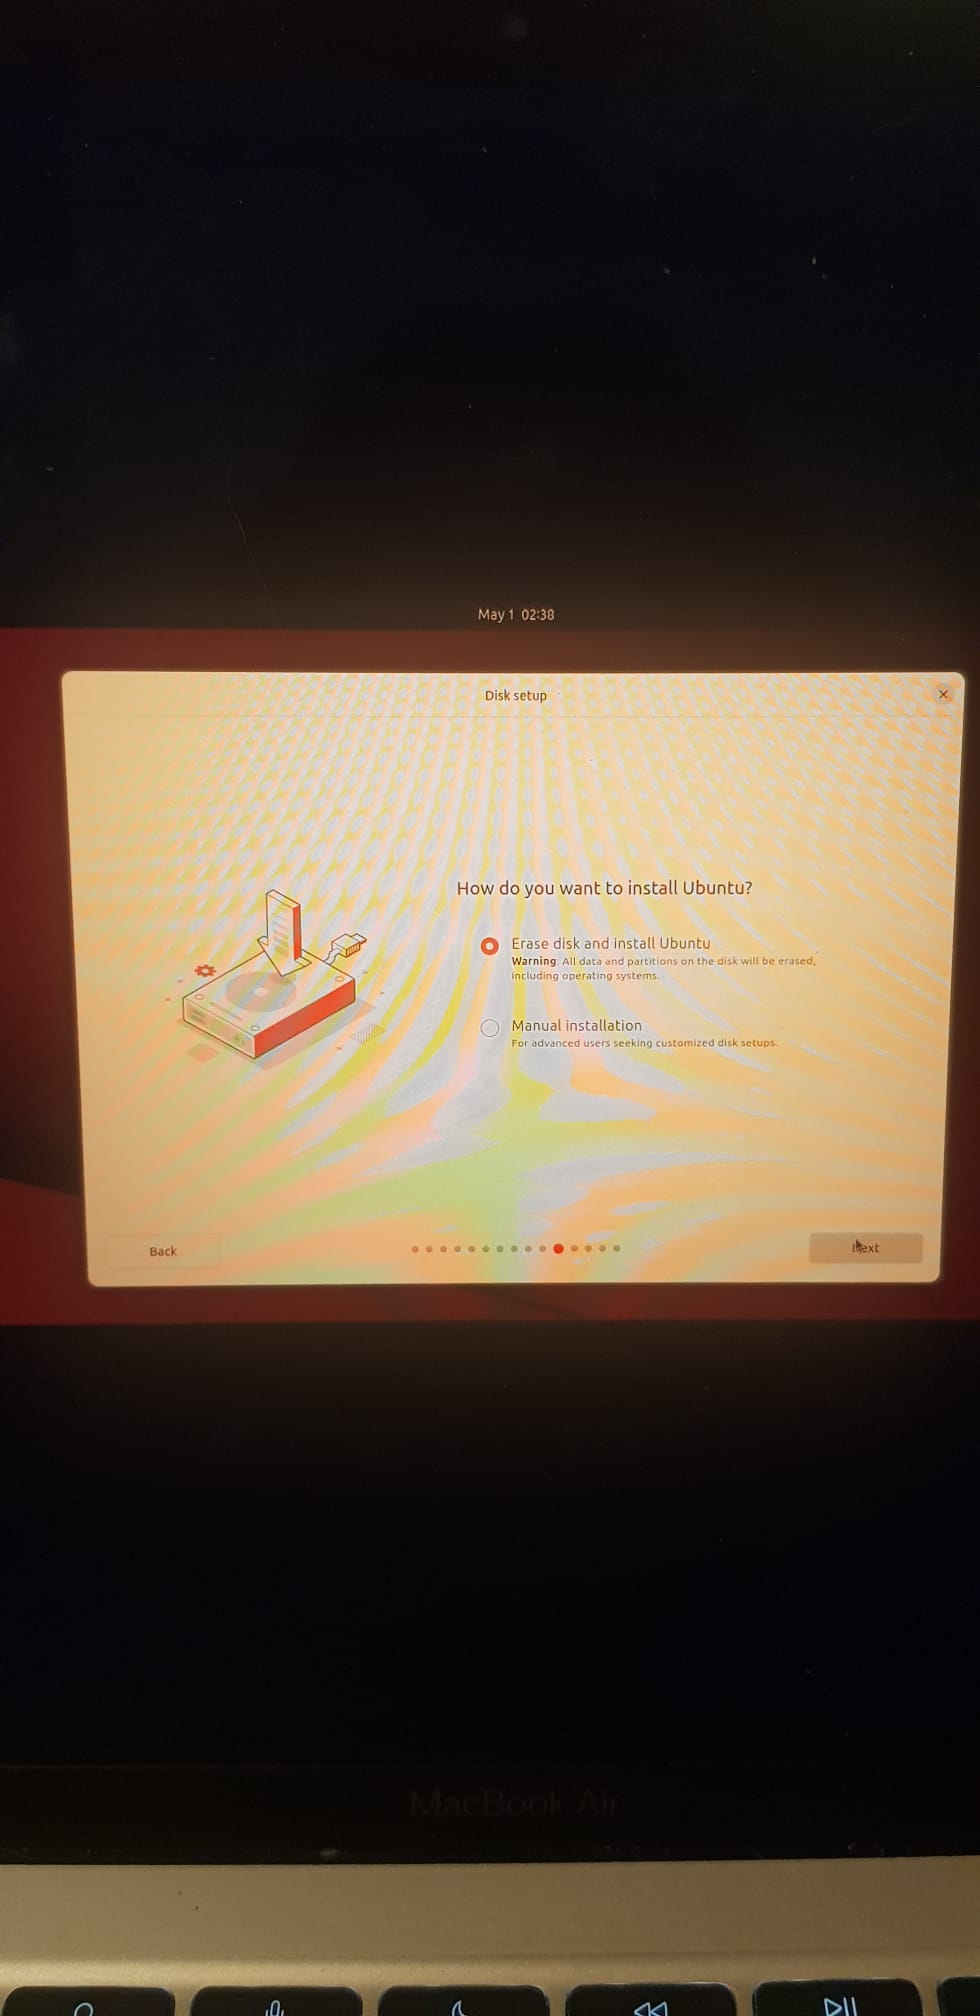 May 1 02:38
Disk setup
How do you want to install Ubuntu?
Erase disk and install Ubuntu
Warning: All data and partitions on the disk will be erased,
including operating systems.
Manual installation
For advanced users seeking customized disk setups.
Back
Next
MacBook Air